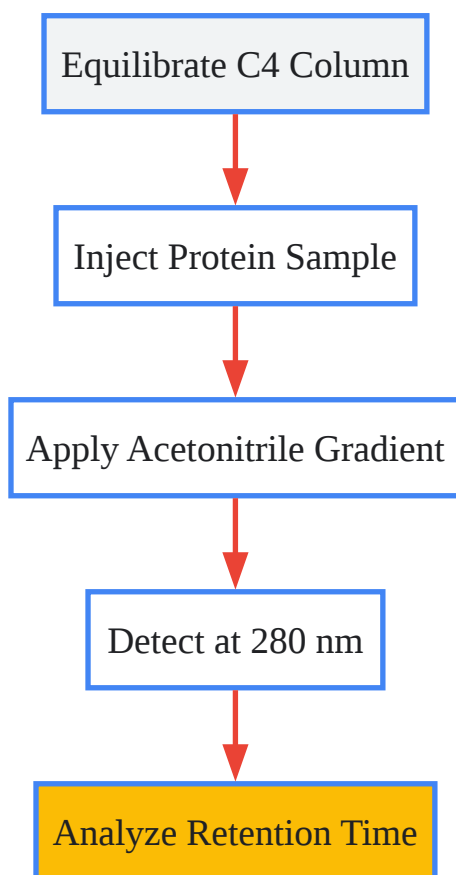 Equilibrate C4 Column
Inject Protein Sample
Apply Acetonitrile Gradient
Detect at 280 nm
Analyze Retention Time